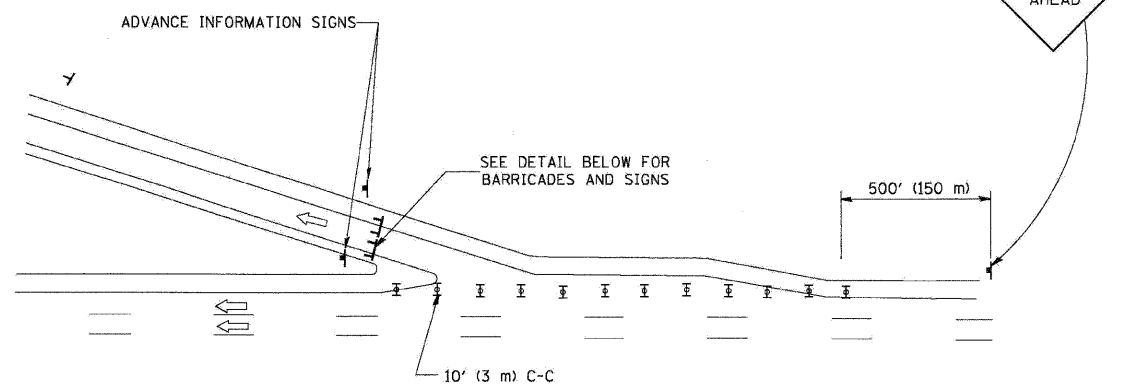 AHEAD
ADVANCE INFORMATION SIGNS
SEE DETAIL BELOW FOR
BARRICADES AND SIGNS
500' (150 m)
10' (3 m) C-C